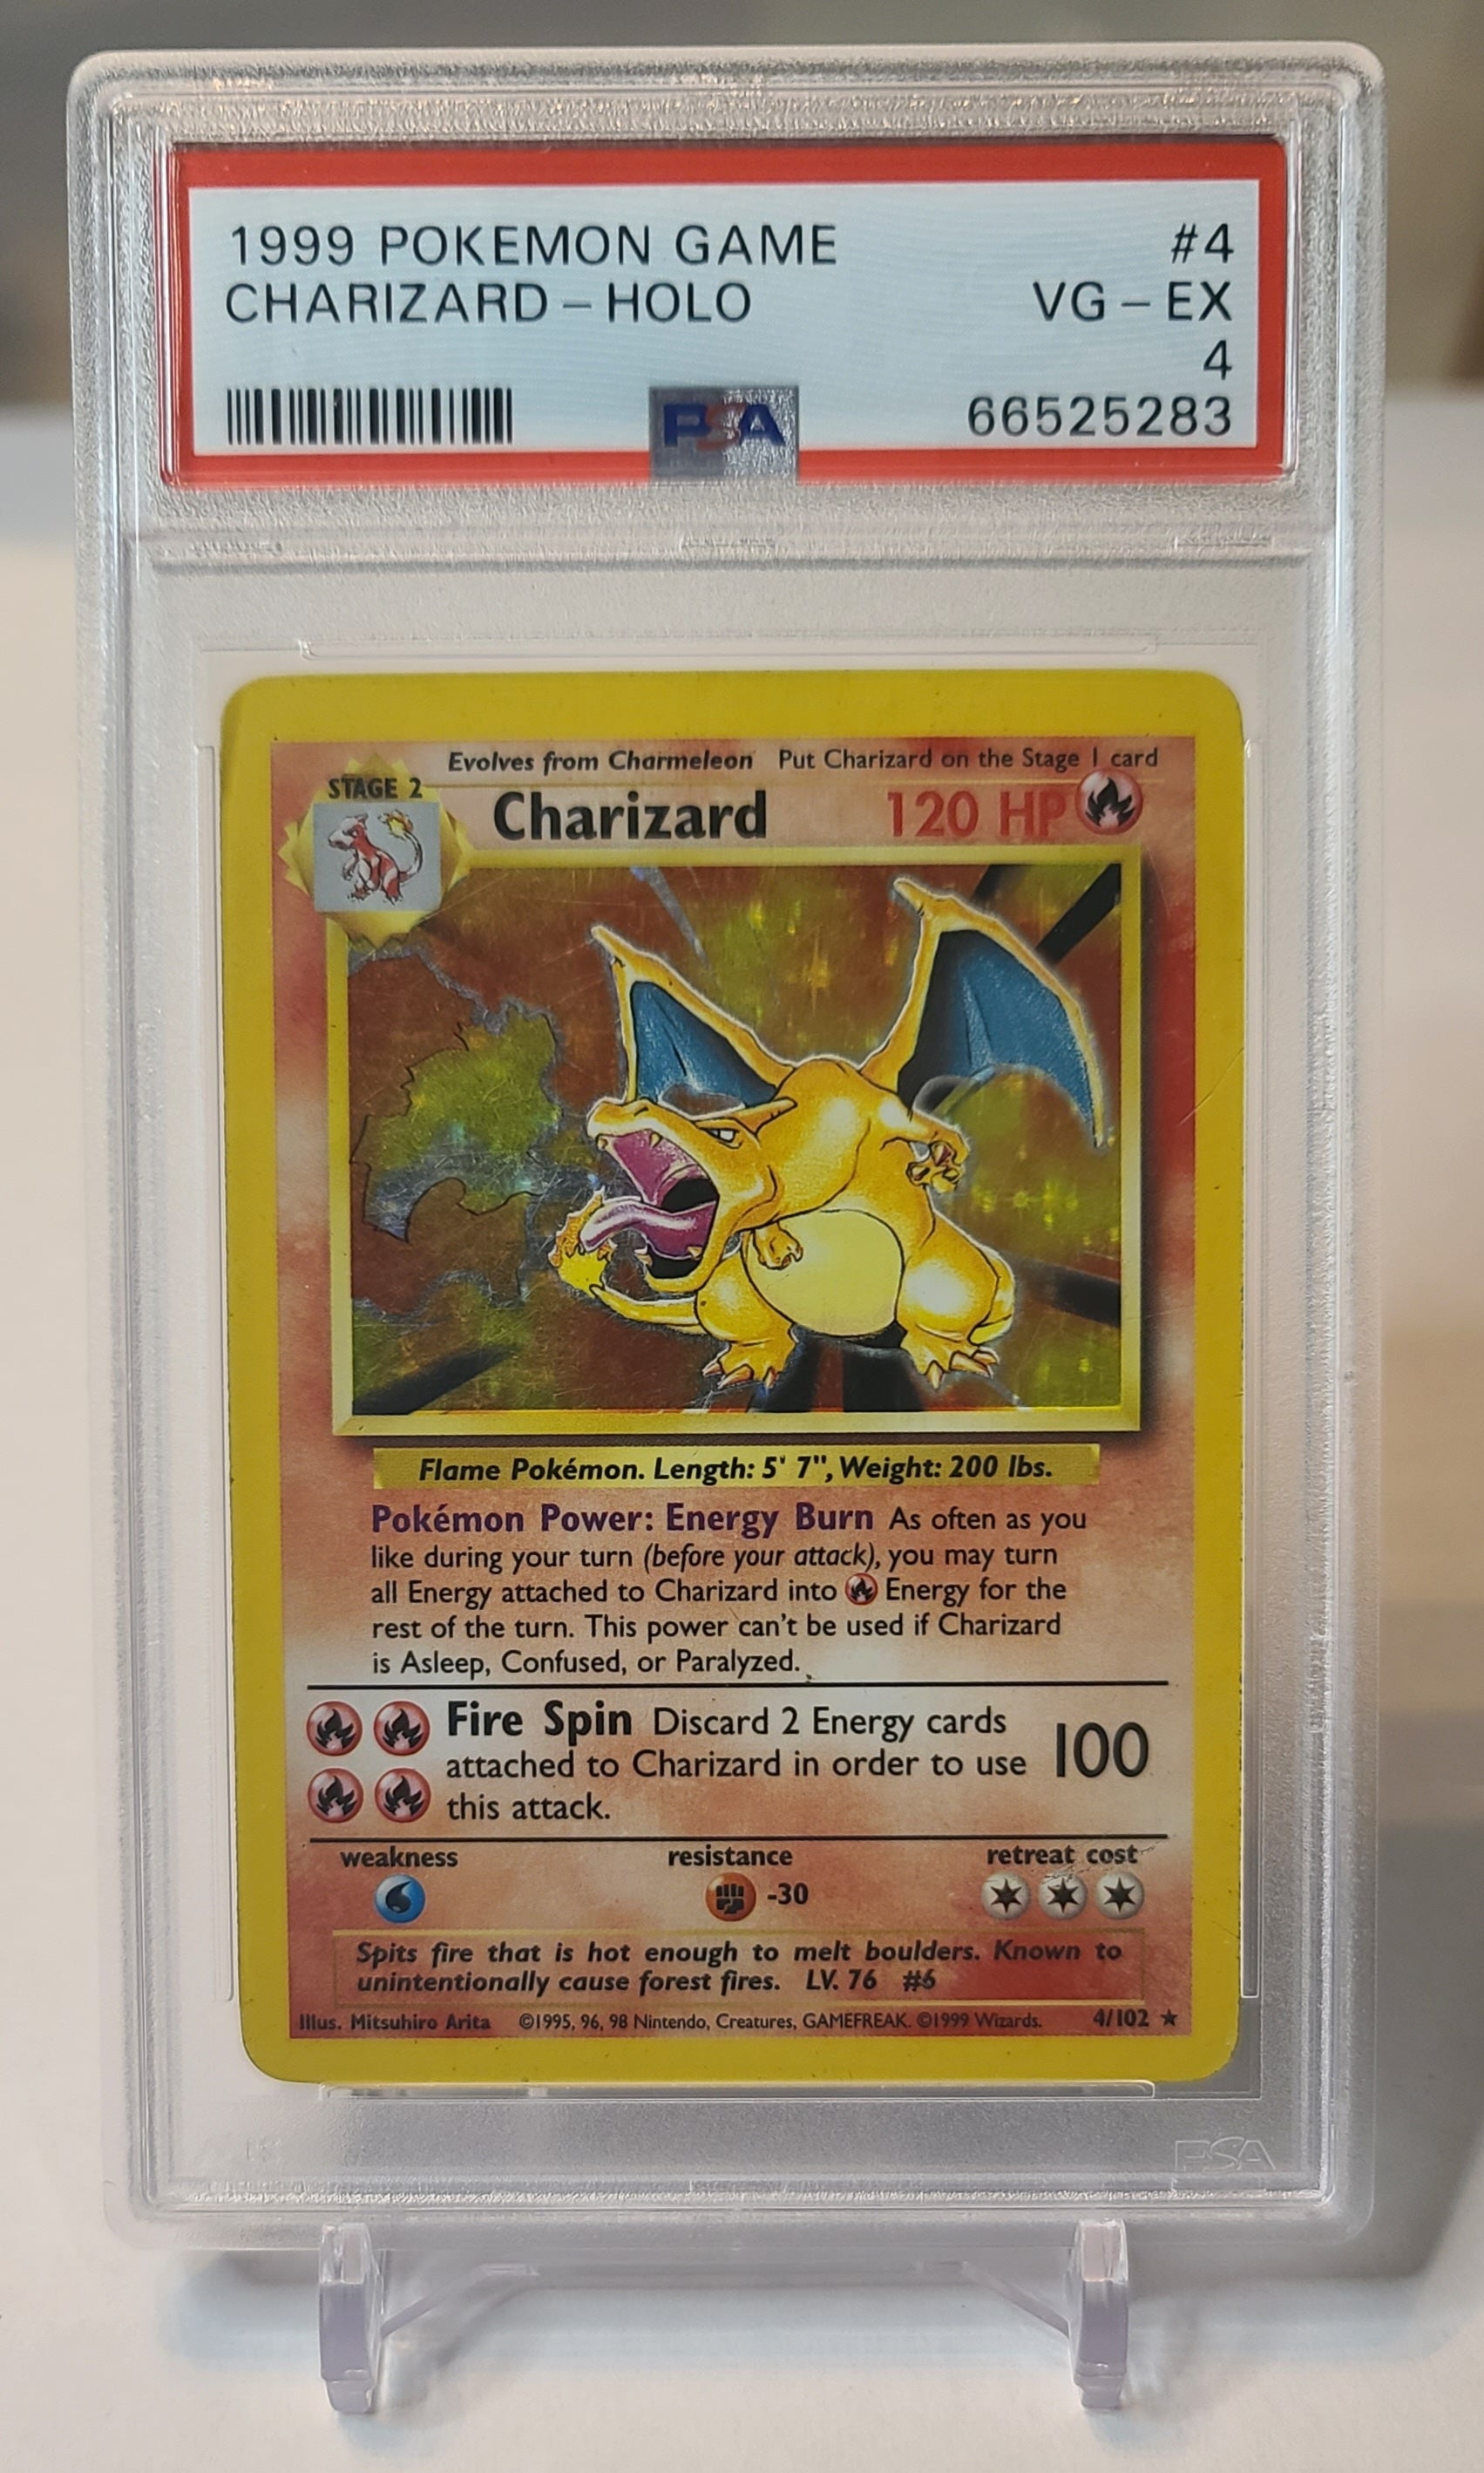 1999 POKEMON GAME #4
CHARIZARD – HOLO VG – EX
4
PSA 66525283
Evolves from Charmeleon Put Charizard on the Stage 1 card
STAGE 2
Charizard 120 HP
Flame Pokémon. Length: 5' 7", Weight: 200 lbs.
Pokémon Power: Energy Burn As often as you
like during your turn (before your attack), you may turn
all Energy attached to Charizard into Energy for the
rest of the turn. This power can't be used if Charizard
is Asleep, Confused, or Paralyzed.
Fire Spin Discard 2 Energy cards
attached to Charizard in order to use 100
this attack.
weakness resistance retreat cost
-30
Spits fire that is hot enough to melt boulders. Known to
unintentionally cause forest fires. LV. 76 #6
Illus. Mitsuhiro Arita ©1995, 96, 98 Nintendo, Creatures, GAMEFREAK. ©1999 Wizards. 4/102 ★
PSA